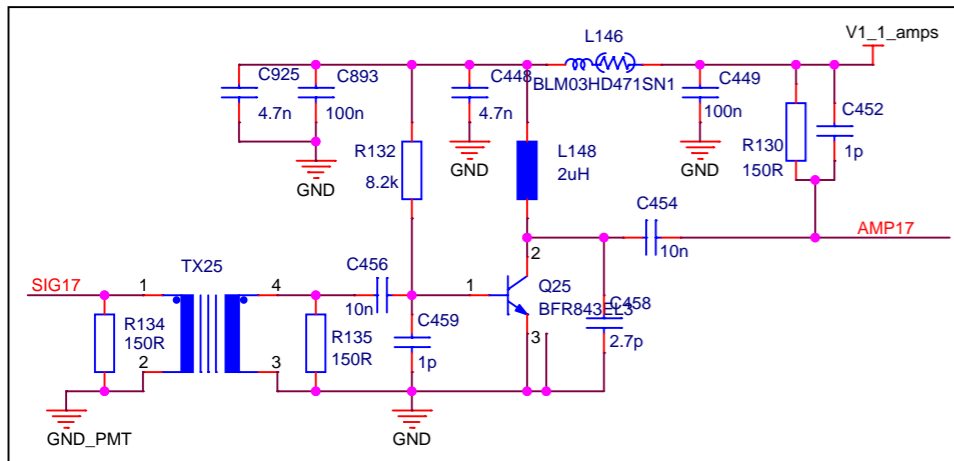 L146
V1_1_amps
BLM03HD471SN1
C925
4.7n
C893
100n
C448
4.7n
C449
100n
C452
1p
R130
150R
R132
8.2k
L148
2uH
GND
GND
GND
C454
10n
AMP17
TX25
SIG17
1
4
C456
10n
1
2
Q25
BFR843EL3
3
C458
2.7p
R134
150R
2
3
R135
150R
C459
1p
GND_PMT
GND